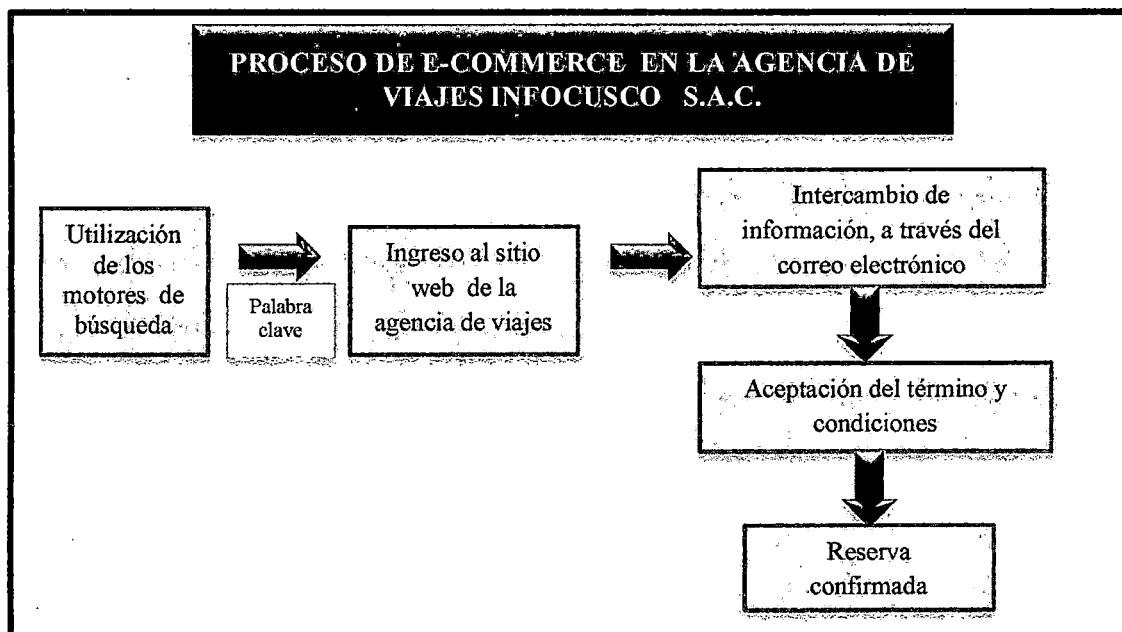 PROCESO DE E-COMMERCE EN LA AGENCIA DE
VIAJES INFOCUSCO S.A.C.
Utilización
de los
motores de
búsqueda
Palabra
clave
Ingreso al sitio
web de la
agencia de viajes
Intercambio de
información, a través del
correo electrónico
Aceptación del término y
condiciones
Reserva
confirmada